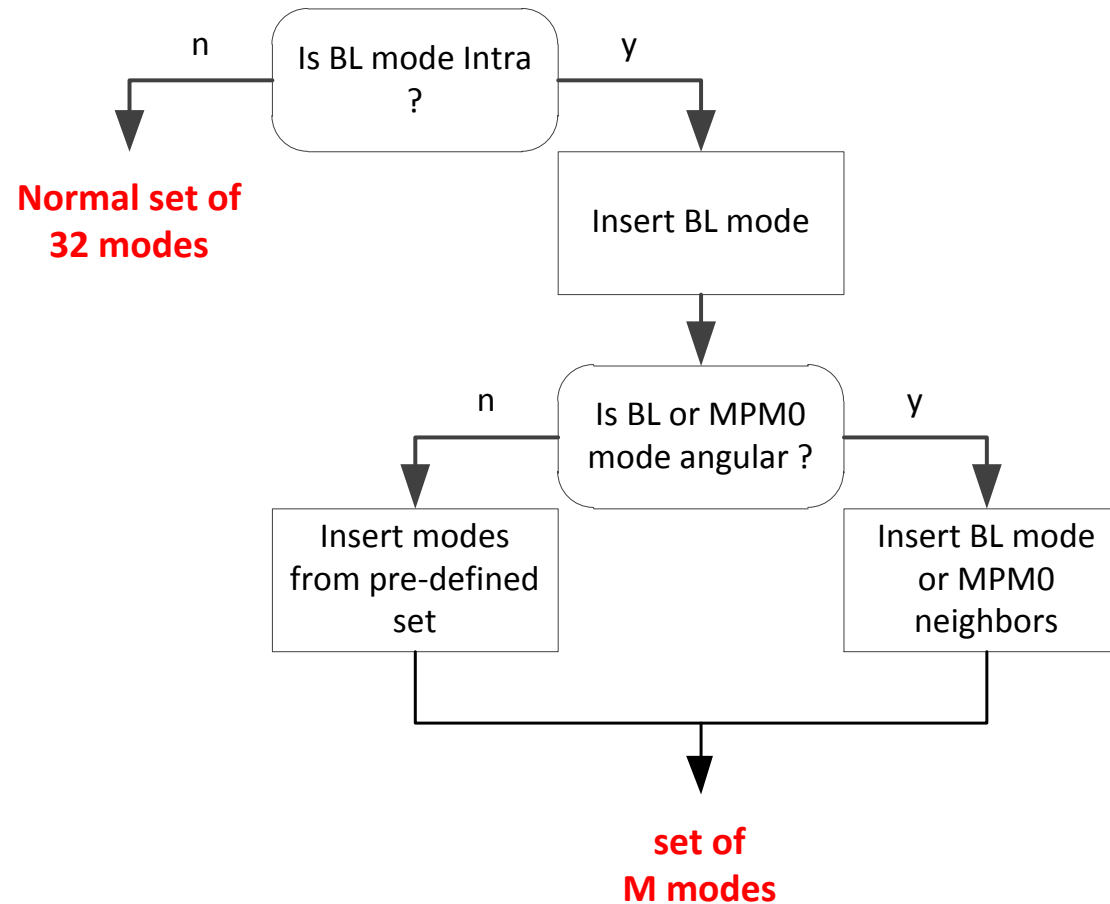 n
Is BL mode Intra
?
y
Normal set of
32 modes
Insert BL mode
n
Is BL or MPM0
mode angular ?
y
Insert modes
from pre-defined
set
Insert BL mode
or MPM0
neighbors
set of
M modes